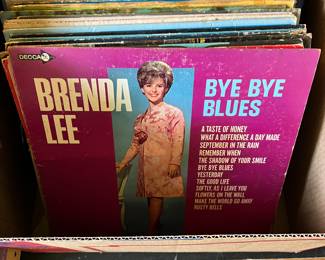 DECCA
BRENDA
LEE
BYE BYE
BLUES
A TASTE OF HONEY
WHAT A DIFFERENCE A DAY MADE
SEPTEMBER IN THE RAIN
REMEMBER WHEN
THE SHADOW OF YOUR SMILE
BYE BYE BLUES
YESTERDAY
THE GOOD LIFE
SOFTLY, AS I LEAVE YOU
FLOWERS ON THE WALL
MAKE THE WORLD GO AWAY
RUSTY BELLS